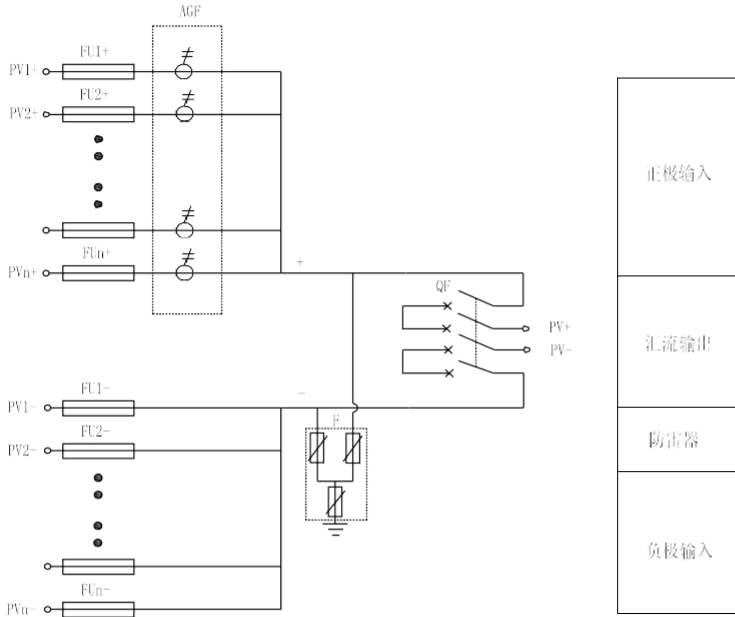 AGF
FU1+
PV1+
FU2+
PV2+
FUn+
PVn+
+
QF
PV+
PV-
-
FU1-
PV1-
F
FU2-
PV2-
FUn-
PVn-
正极输入
汇流输出
防雷器
负极输入